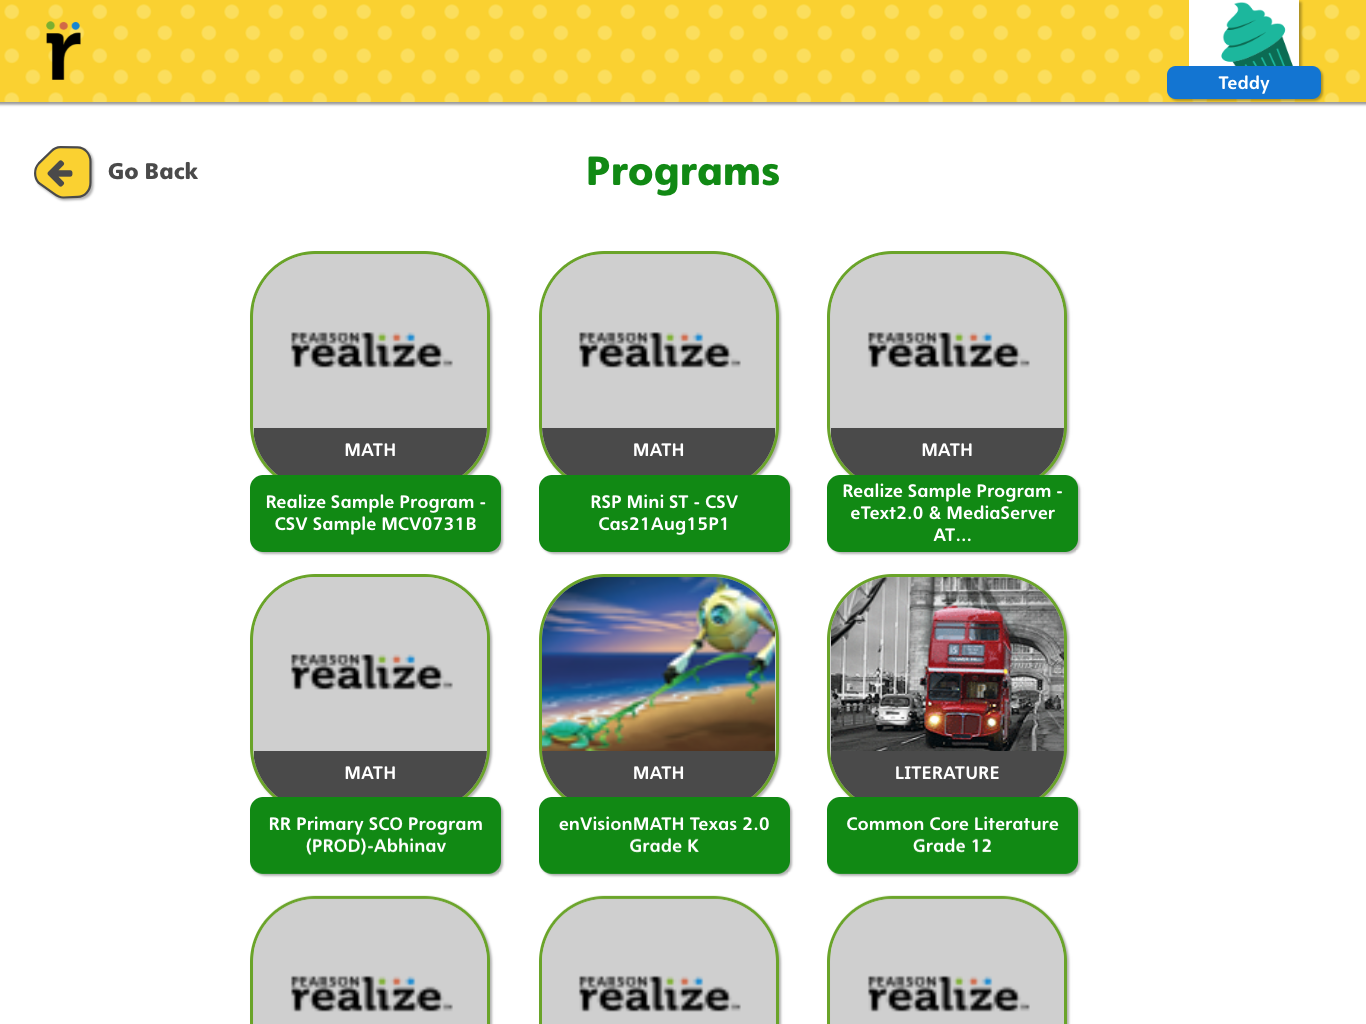 r
Teddy
Go Back
Programs
PEARSON
realize
PEARSON
realize
PEARSON
realize
MATH
MATH
MATH
Realize Sample Program -
CSV Sample MCV0731B
RSP Mini ST - CSV
Cas21Aug15P1
Realize Sample Program -
eText2.0 & MediaServer
AT...
PEARSON
realize
MATH
MATH
LITERATURE
RR Primary SCO Program
(PROD)-Abhinav
enVisionMATH Texas 2.0
Grade K
Common Core Literature
Grade 12
PEARSON
realize
PEARSON
realize
PEARSON
realize